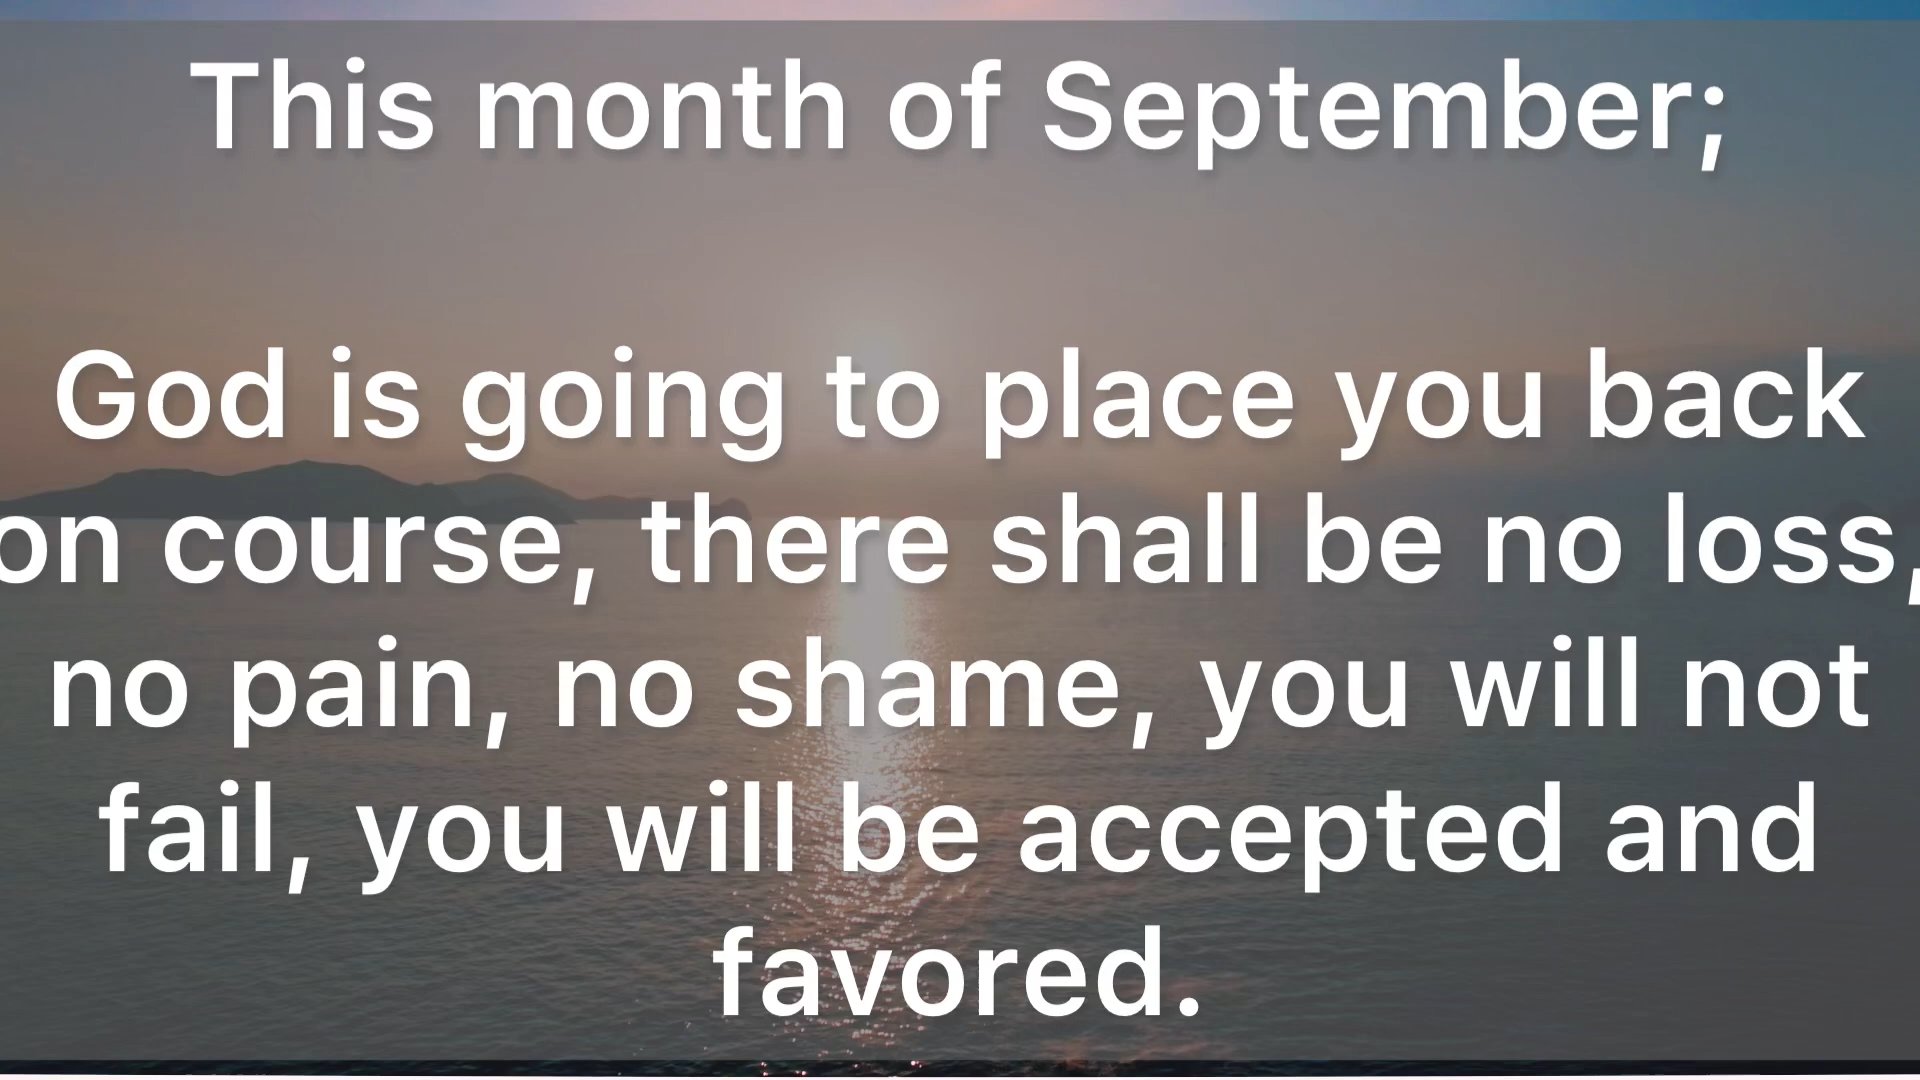 This month of September;
God is going to place you back
on course, there shall be no loss,
no pain, no shame, you will not
fail, you will be accepted and
favored.